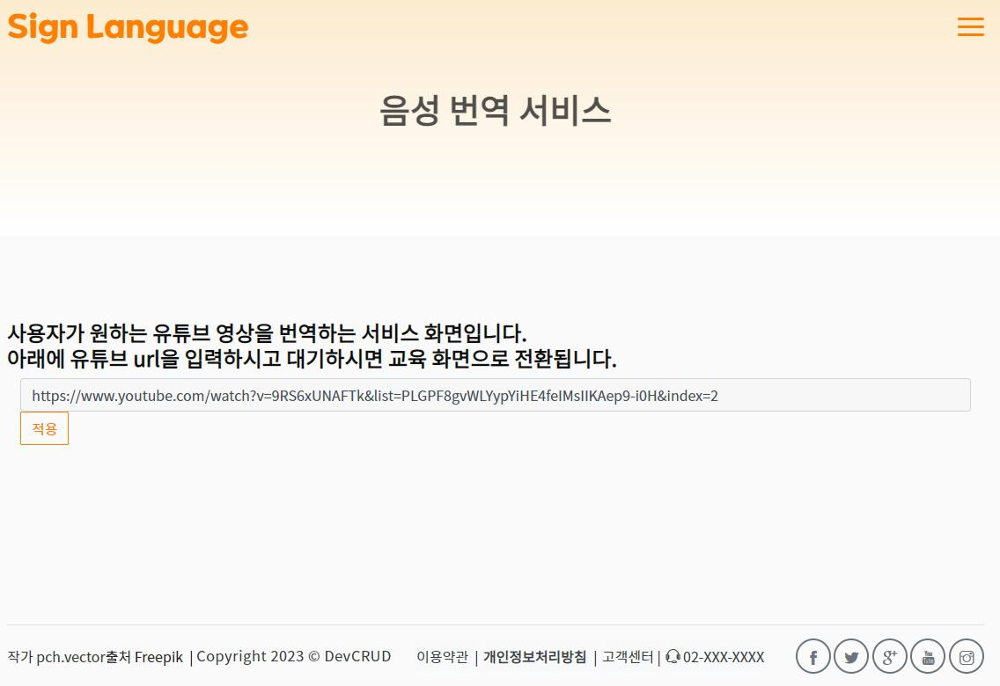 Sign Language
음성 번역 서비스
사용자가 원하는 유튜브 영상을 번역하는 서비스 화면입니다.
아래에 유튜브 url을 입력하시고 대기하시면 교육 화면으로 전환됩니다.
https://www.youtube.com/watch?v=9RS6xUNAFTk&list=PLGPF8gvWLYypYiHE4feIMsIIKAep9-i0H&index=2
적용
작가 pch.vector출처 Freepik | Copyright 2023 © DevCRUD 이용약관 | 개인정보처리방침 | 고객센터 | 02-XXX-XXXX